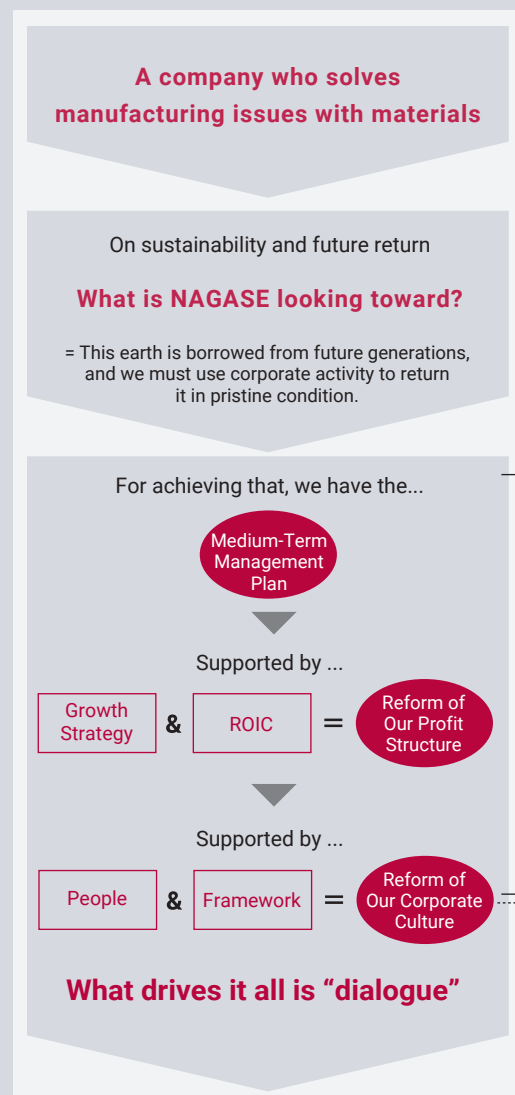 A company who solves
manufacturing issues with materials
On sustainability and future return
What is NAGASE looking toward?
= This earth is borrowed from future generations,
and we must use corporate activity to return
it in pristine condition.
For achieving that, we have the...
Medium-Term
Management
Plan
Supported by ...
Growth
Strategy
&
ROIC
=
Reform of
Our Profit
Structure
Supported by ...
People
&
Framework
=
Reform of
Our Corporate
Culture
What drives it all is “dialogue”